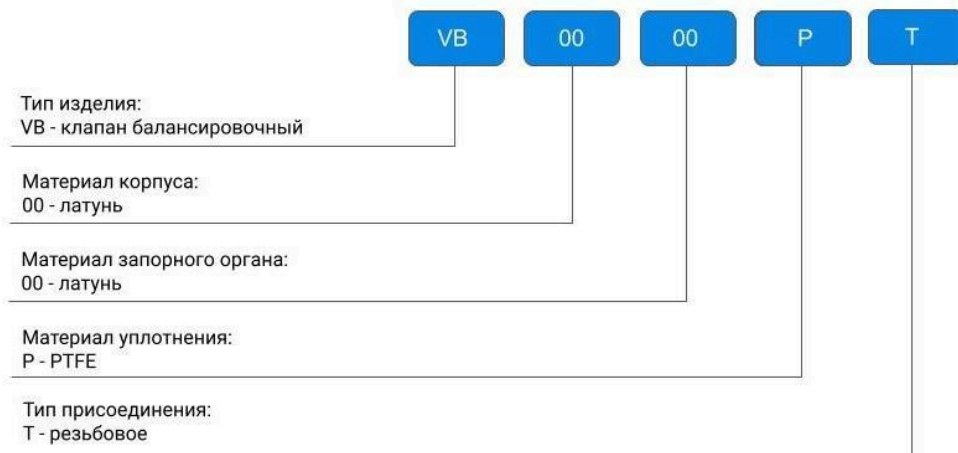 VB 00 00 P T
Тип изделия:
VB - клапан балансировочный
Материал корпуса:
00 - латунь
Материал запорного органа:
00 - латунь
Материал уплотнения:
P - PTFE
Тип присоединения:
T - резьбовое